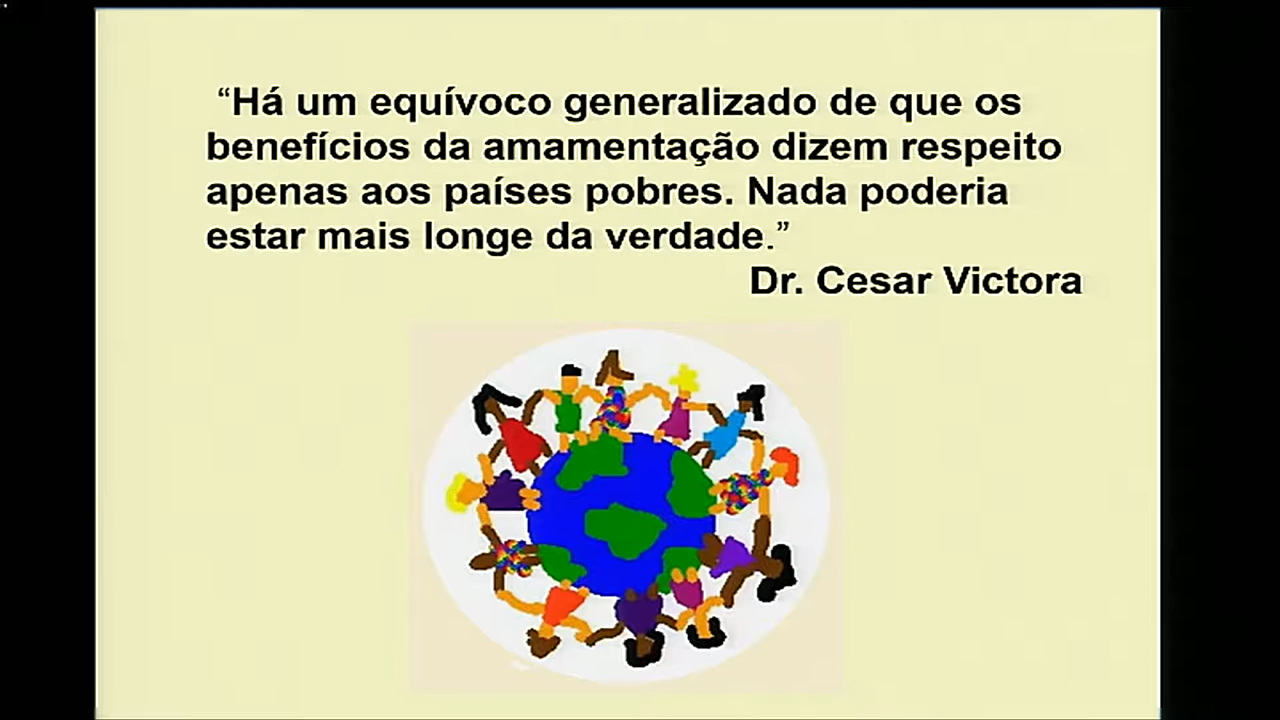 “Há um equívoco generalizado de que os
benefícios da amamentação dizem respeito
apenas aos países pobres. Nada poderia
estar mais longe da verdade.”
Dr. Cesar Victora